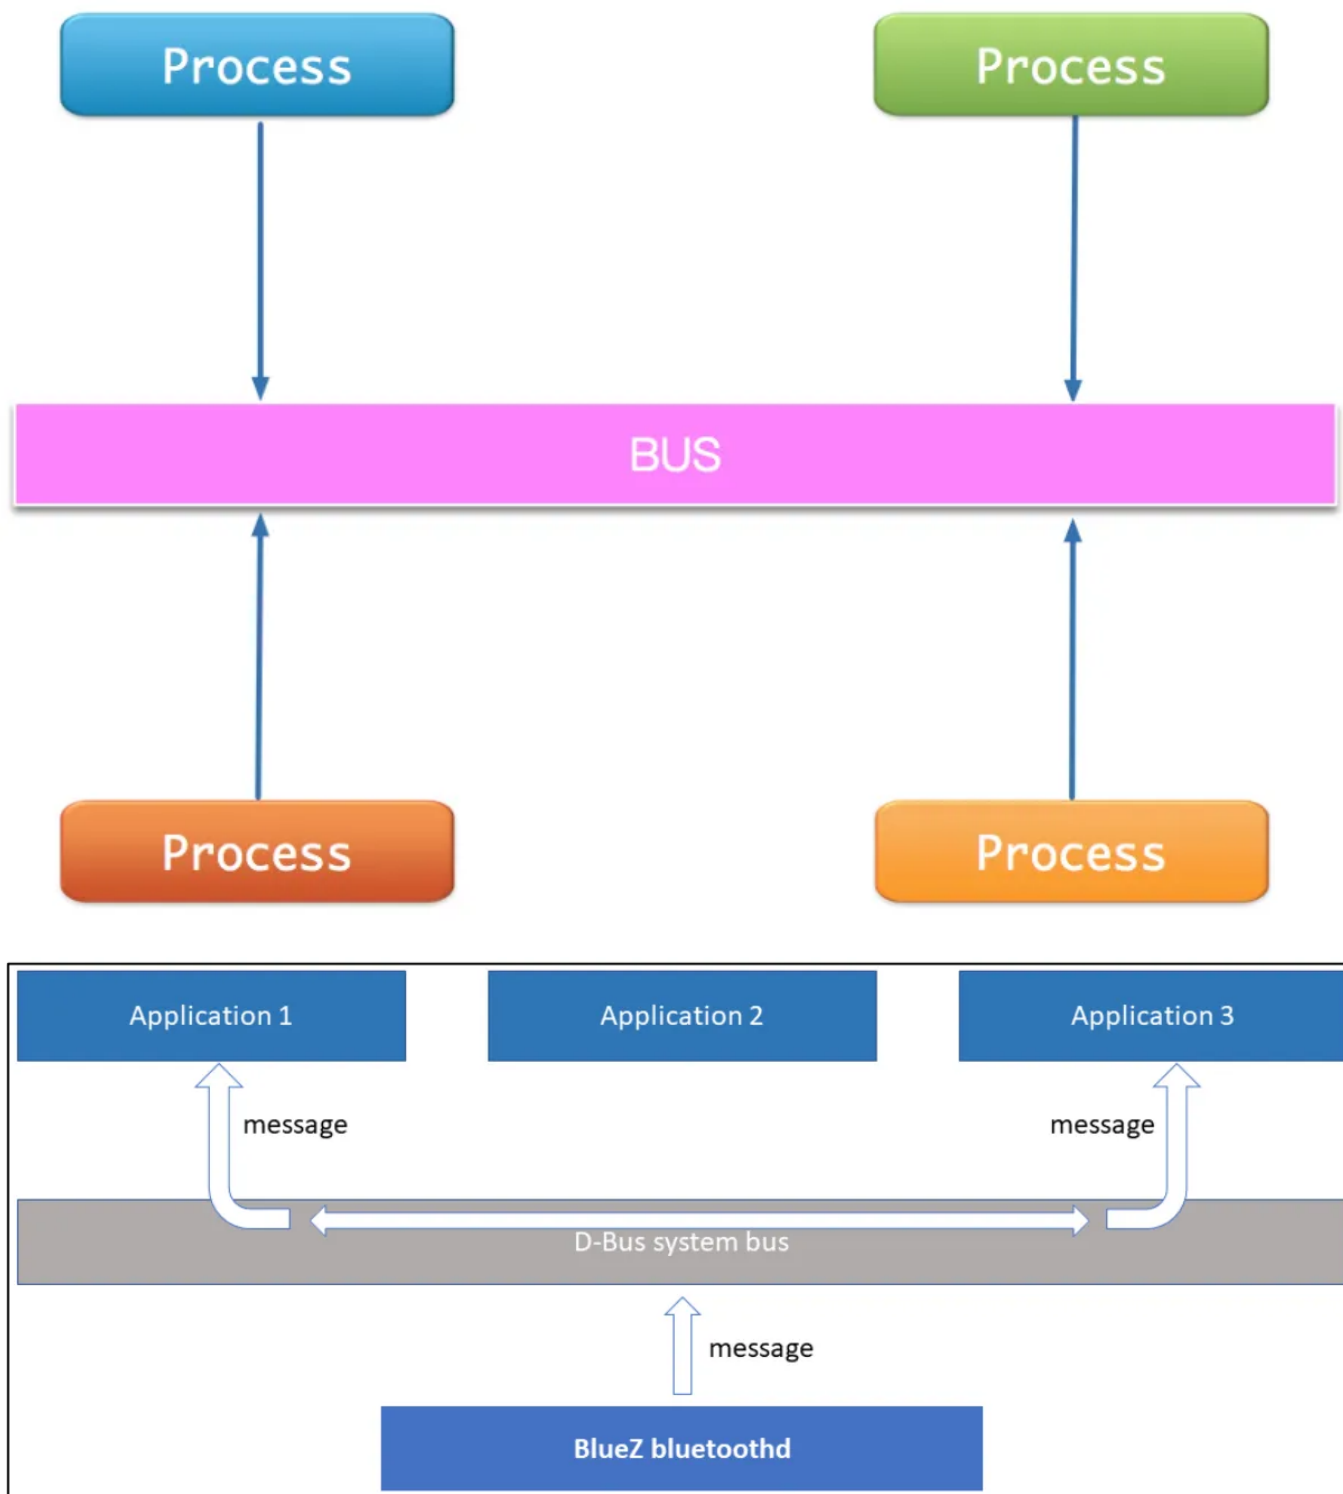 Process
Process
BUS
Process
Process
Application 1
Application 2
Application 3
message
message
D-Bus system bus
message
BlueZ bluetoothd